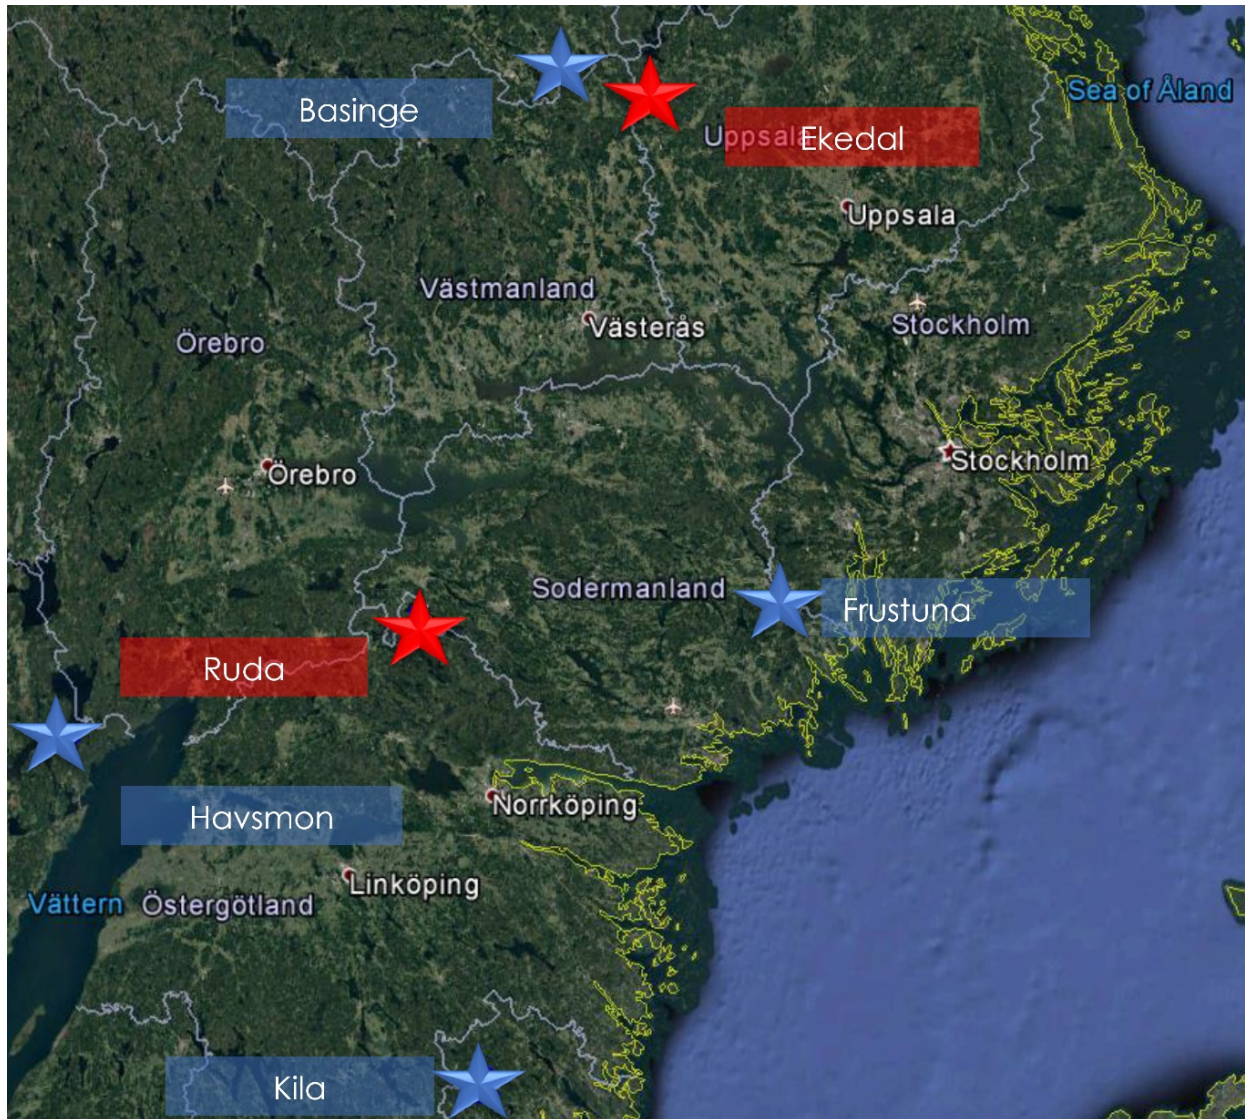 Basinge
Sea of Åland
Uppsala
Ekedal
Uppsala
Västmanland
Västerås
Stockholm
Örebro
Örebro
Stockholm
Sodermanland
Frustuna
Ruda
Havsmon
Norrköping
Linköping
Vättern
Östergötland
Kila